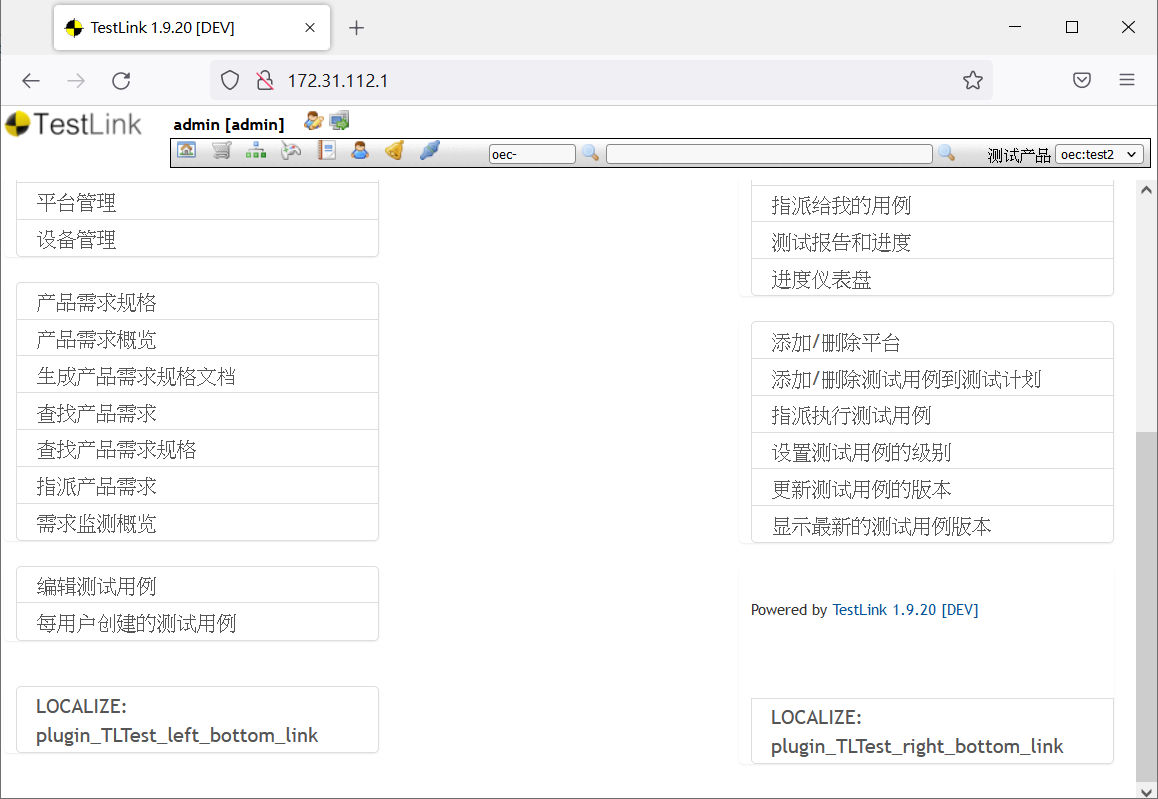 TestLink 1.9.20 [DEV]
172.31.112.1
TestLink
admin [admin]
oec-
测试产品 oec:test2
平台管理
设备管理
产品需求规格
产品需求概览
生成产品需求规格文档
查找产品需求
查找产品需求规格
指派产品需求
需求监测概览
编辑测试用例
每用户创建的测试用例
LOCALIZE:
plugin_TLTest_left_bottom_link
指派给我的用例
测试报告和进度
进度仪表盘
添加/删除平台
添加/删除测试用例到测试计划
指派执行测试用例
设置测试用例的级别
更新测试用例的版本
显示最新的测试用例版本
Powered by TestLink 1.9.20 [DEV]
LOCALIZE:
plugin_TLTest_right_bottom_link